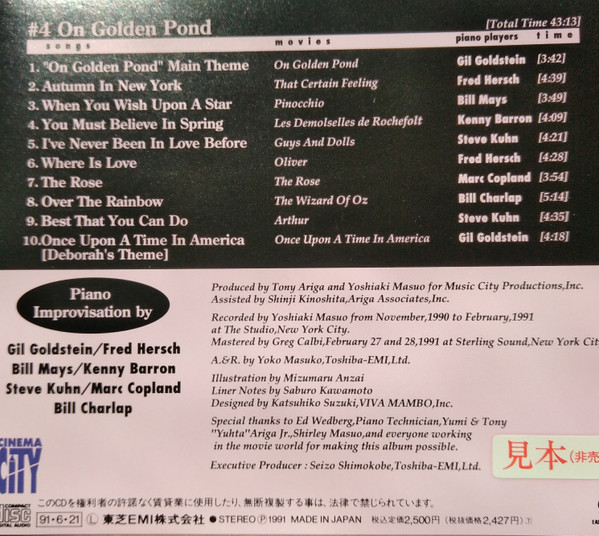 #4 On Golden Pond [Total Time 43:13]
songs movies piano players time
1. "On Golden Pond" Main Theme On Golden Pond Gil Goldstein [3:42]
2. Autumn In New York That Certain Feeling Fred Hersch [4:39]
3. When You Wish Upon A Star Pinocchio Bill Mays [3:49]
4. You Must Believe In Spring Les Demolselles de Rochefolt Kenny Barron [4:09]
5. I've Never Been In Love Before Guys And Dolls Steve Kuhn [4:21]
6. Where Is Love Oliver Fred Hersch [4:28]
7. The Rose The Rose Marc Copland [3:54]
8. Over The Rainbow The Wizard Of Oz Bill Charlap [5:14]
9. Best That You Can Do Arthur Steve Kuhn [4:35]
10. Once Upon A Time In America Once Upon A Time In America Gil Goldstein [4:18]
[Deborah's Theme]
Piano
Improvisation by
Gil Goldstein/Fred Hersch
Bill Mays/Kenny Barron
Steve Kuhn/Marc Copland
Bill Charlap
Produced by Tony Ariga and Yoshiaki Masuo for Music City Productions,Inc.
Assisted by Shinji Kinoshita,Ariga Associates,Inc.
Recorded by Yoshiaki Masuo from November,1990 to February,1991
at The Studio,New York City.
Mastered by Greg Calbi,February 27 and 28,1991 at Sterling Sound,New York Cit
A.&R. by Yoko Masuko,Toshiba-EMI,Ltd.
Illustration by Mizumaru Anzai
Liner Notes by Saburo Kawamoto
Designed by Katsuhiko Suzuki,VIVA MAMBO,Inc.
Special thanks to Ed Wedberg,Piano Technician,Yumi & Tony
"Yuhta"Ariga Jr.,Shirley Masuo,and everyone working
in the movie world for making this album possible.
Executive Producer : Seizo Shimokobe,Toshiba-EMI,Ltd.
見本(非売
CINEMA
CITY
COMPACT
DISC
DIGITAL AUDIO
このCDを権利者の許諾なく賃貸業に使用したり、無断複製する事は、法律で禁じられています。
91・6・21 Ⓛ 東芝EMI株式会社 ●STEREO Ⓟ1991 MADE IN JAPAN 税込定価2,500円 (税抜価格2,427円)